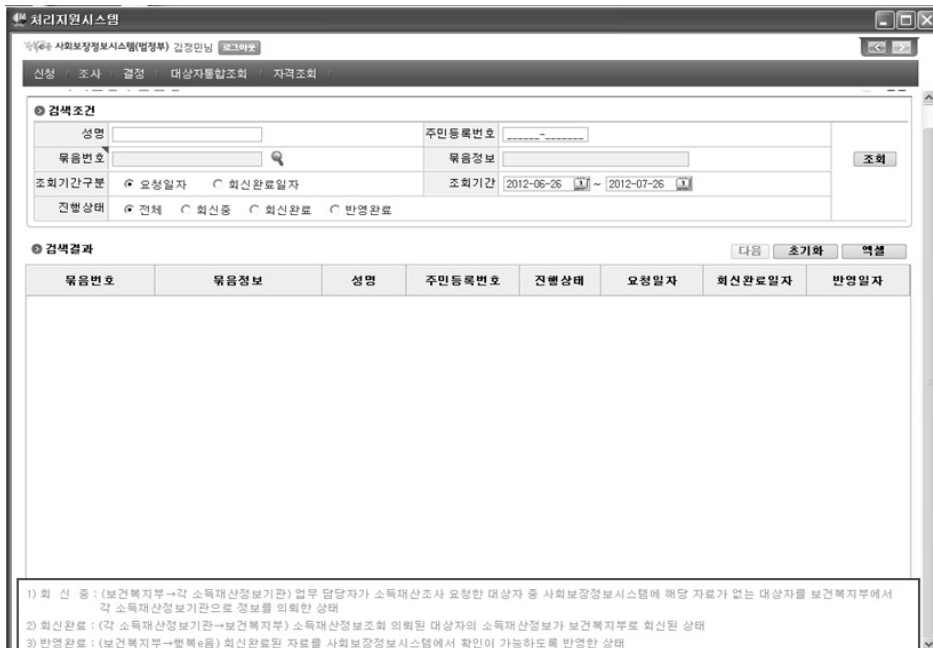 처리지원시스템
사회보장정보시스템(범정부) 김정민님 로그아웃
신청 조사 결정 대상자통합조회 자격조회
검색조건
성명 주민등록번호 ______-_______
묶음번호 묶음정보 조회
조회기간구분 요청일자 회신완료일자 조회기간 2012-06-26 ~ 2012-07-26
진행상태 전체 회신중 회신완료 반영완료
검색결과 다음 초기화 엑셀
묶음번호 묶음정보 성명 주민등록번호 진행상태 요청일자 회신완료일자 반영일자
1) 회 신 중 : (보건복지부→각 소득재산정보기관) 업무 담당자가 소득재산조사 요청한 대상자 중 사회보장정보시스템에 해당 자료가 없는 대상자를 보건복지부에서
각 소득재산정보기관으로 정보를 의뢰한 상태
2) 회신완료 : (각 소득재산정보기관→보건복지부) 소득재산정보조회 의뢰된 대상자의 소득재산정보가 보건복지부로 회신된 상태
3) 반영완료 : (보건복지부→행복e음) 회신완료된 자료를 사회보장정보시스템에서 확인이 가능하도록 반영한 상태